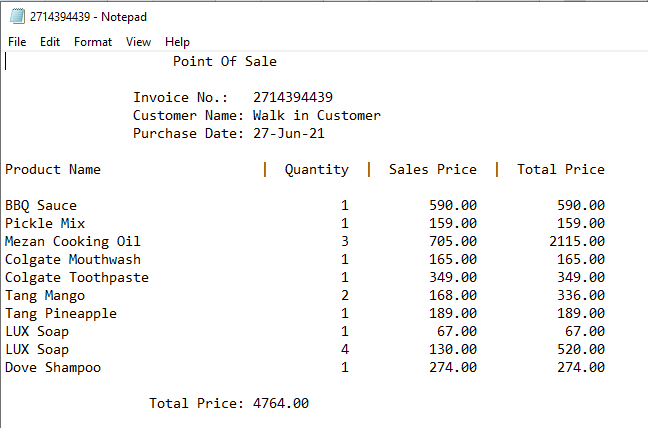 2714394439 - Notepad
File Edit Format View Help
Point Of Sale
Invoice No.: 2714394439
Customer Name: Walk in Customer
Purchase Date: 27-Jun-21
Product Name | Quantity | Sales Price | Total Price
BBQ Sauce 1 590.00 590.00
Pickle Mix 1 159.00 159.00
Mezan Cooking Oil 3 705.00 2115.00
Colgate Mouthwash 1 165.00 165.00
Colgate Toothpaste 1 349.00 349.00
Tang Mango 2 168.00 336.00
Tang Pineapple 1 189.00 189.00
LUX Soap 1 67.00 67.00
LUX Soap 4 130.00 520.00
Dove Shampoo 1 274.00 274.00
Total Price: 4764.00